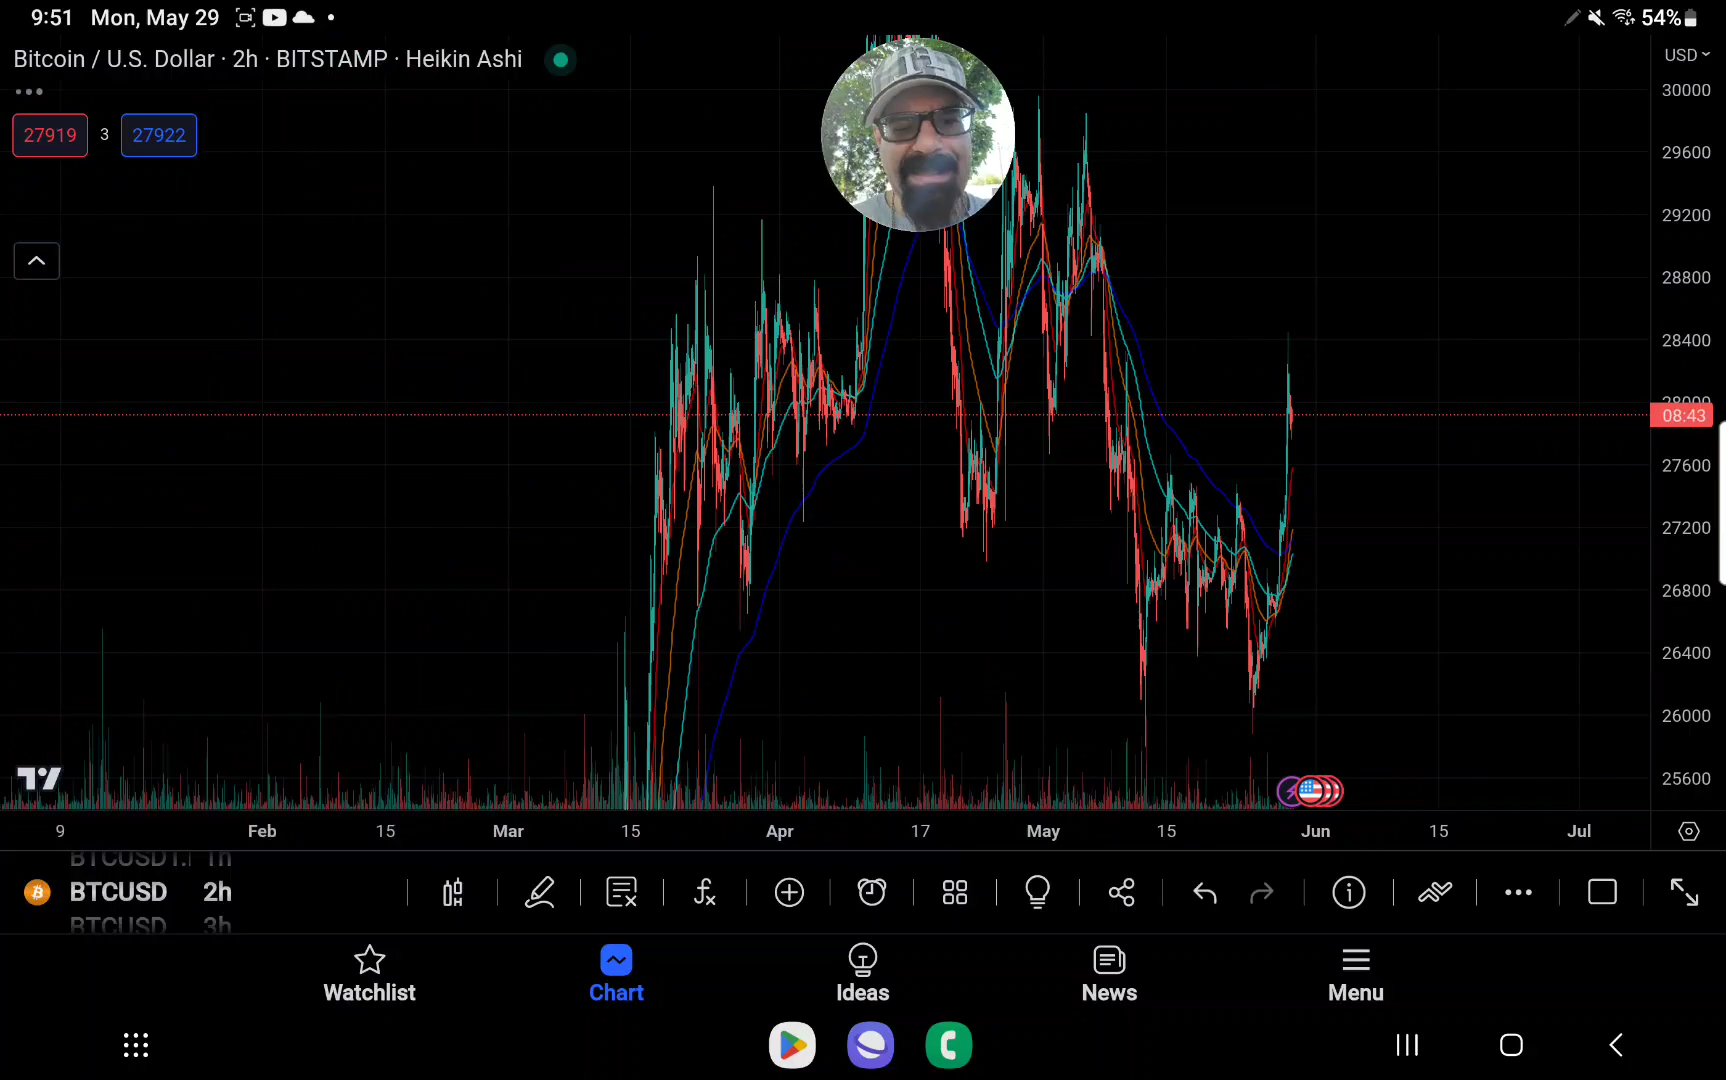 9:51 Mon, May 29 54%
Bitcoin / U.S. Dollar · 2h · BITSTAMP · Heikin Ashi
USD
30000
27919 3 27922
29600
29200
28800
28400
28000
08:43
27600
27200
26800
26400
26000
25600
9 Feb 15 Mar 15 Apr 17 May 15 Jun 15 Jul
1h
BTCUSD 2h
BTCUSD 3h
Watchlist Chart Ideas News Menu